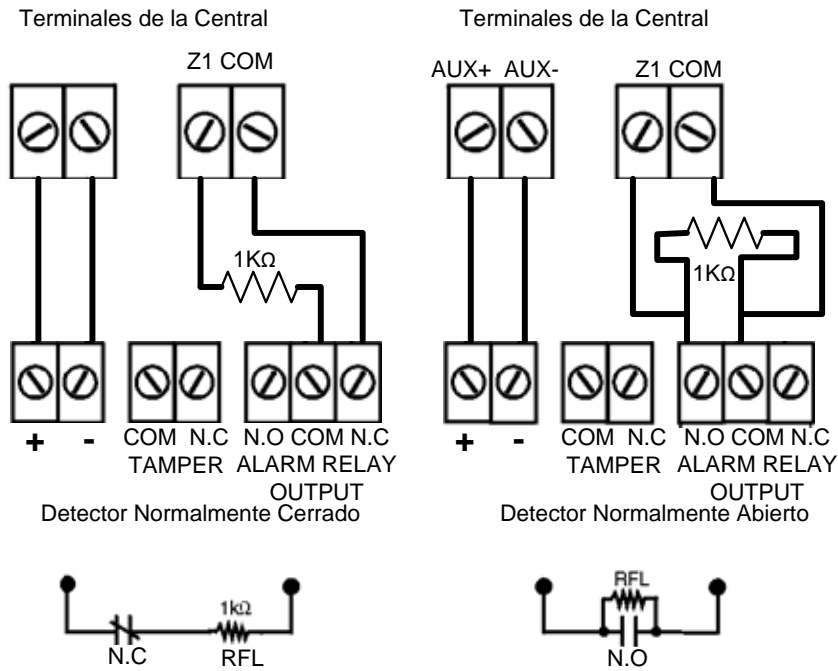 Terminales de la Central
Terminales de la Central
Z1 COM
AUX+ AUX-
Z1 COM
1KΩ
1KΩ
+ -
COM N.C
N.O COM N.C
TAMPER
ALARM RELAY
OUTPUT
+ -
COM N.C
N.O COM N.C
TAMPER
ALARM RELAY
OUTPUT
Detector Normalmente Cerrado
Detector Normalmente Abierto
1kΩ
N.C
RFL
RFL
N.O